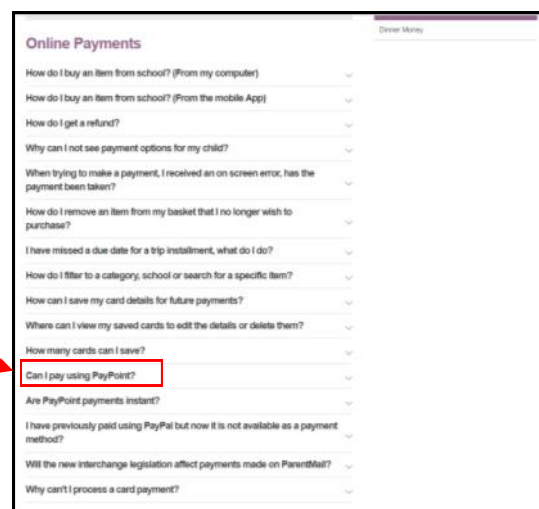 Dinner Money
Online Payments
How do I buy an item from school? (From my computer)
How do I buy an item from school? (From the mobile App)
How do I get a refund?
Why can I not see payment options for my child?
When trying to make a payment, I received an on screen error, has the
payment been taken?
How do I remove an item from my basket that I no longer wish to
purchase?
I have missed a due date for a trip installment, what do I do?
How do I filter to a category, school or search for a specific item?
How can I save my card details for future payments?
Where can I view my saved cards to edit the details or delete them?
How many cards can I save?
Can I pay using PayPoint?
Are PayPoint payments instant?
I have previously paid using PayPal but now it is not available as a payment
method?
Will the new interchange legislation affect payments made on ParentMail?
Why can't I process a card payment?